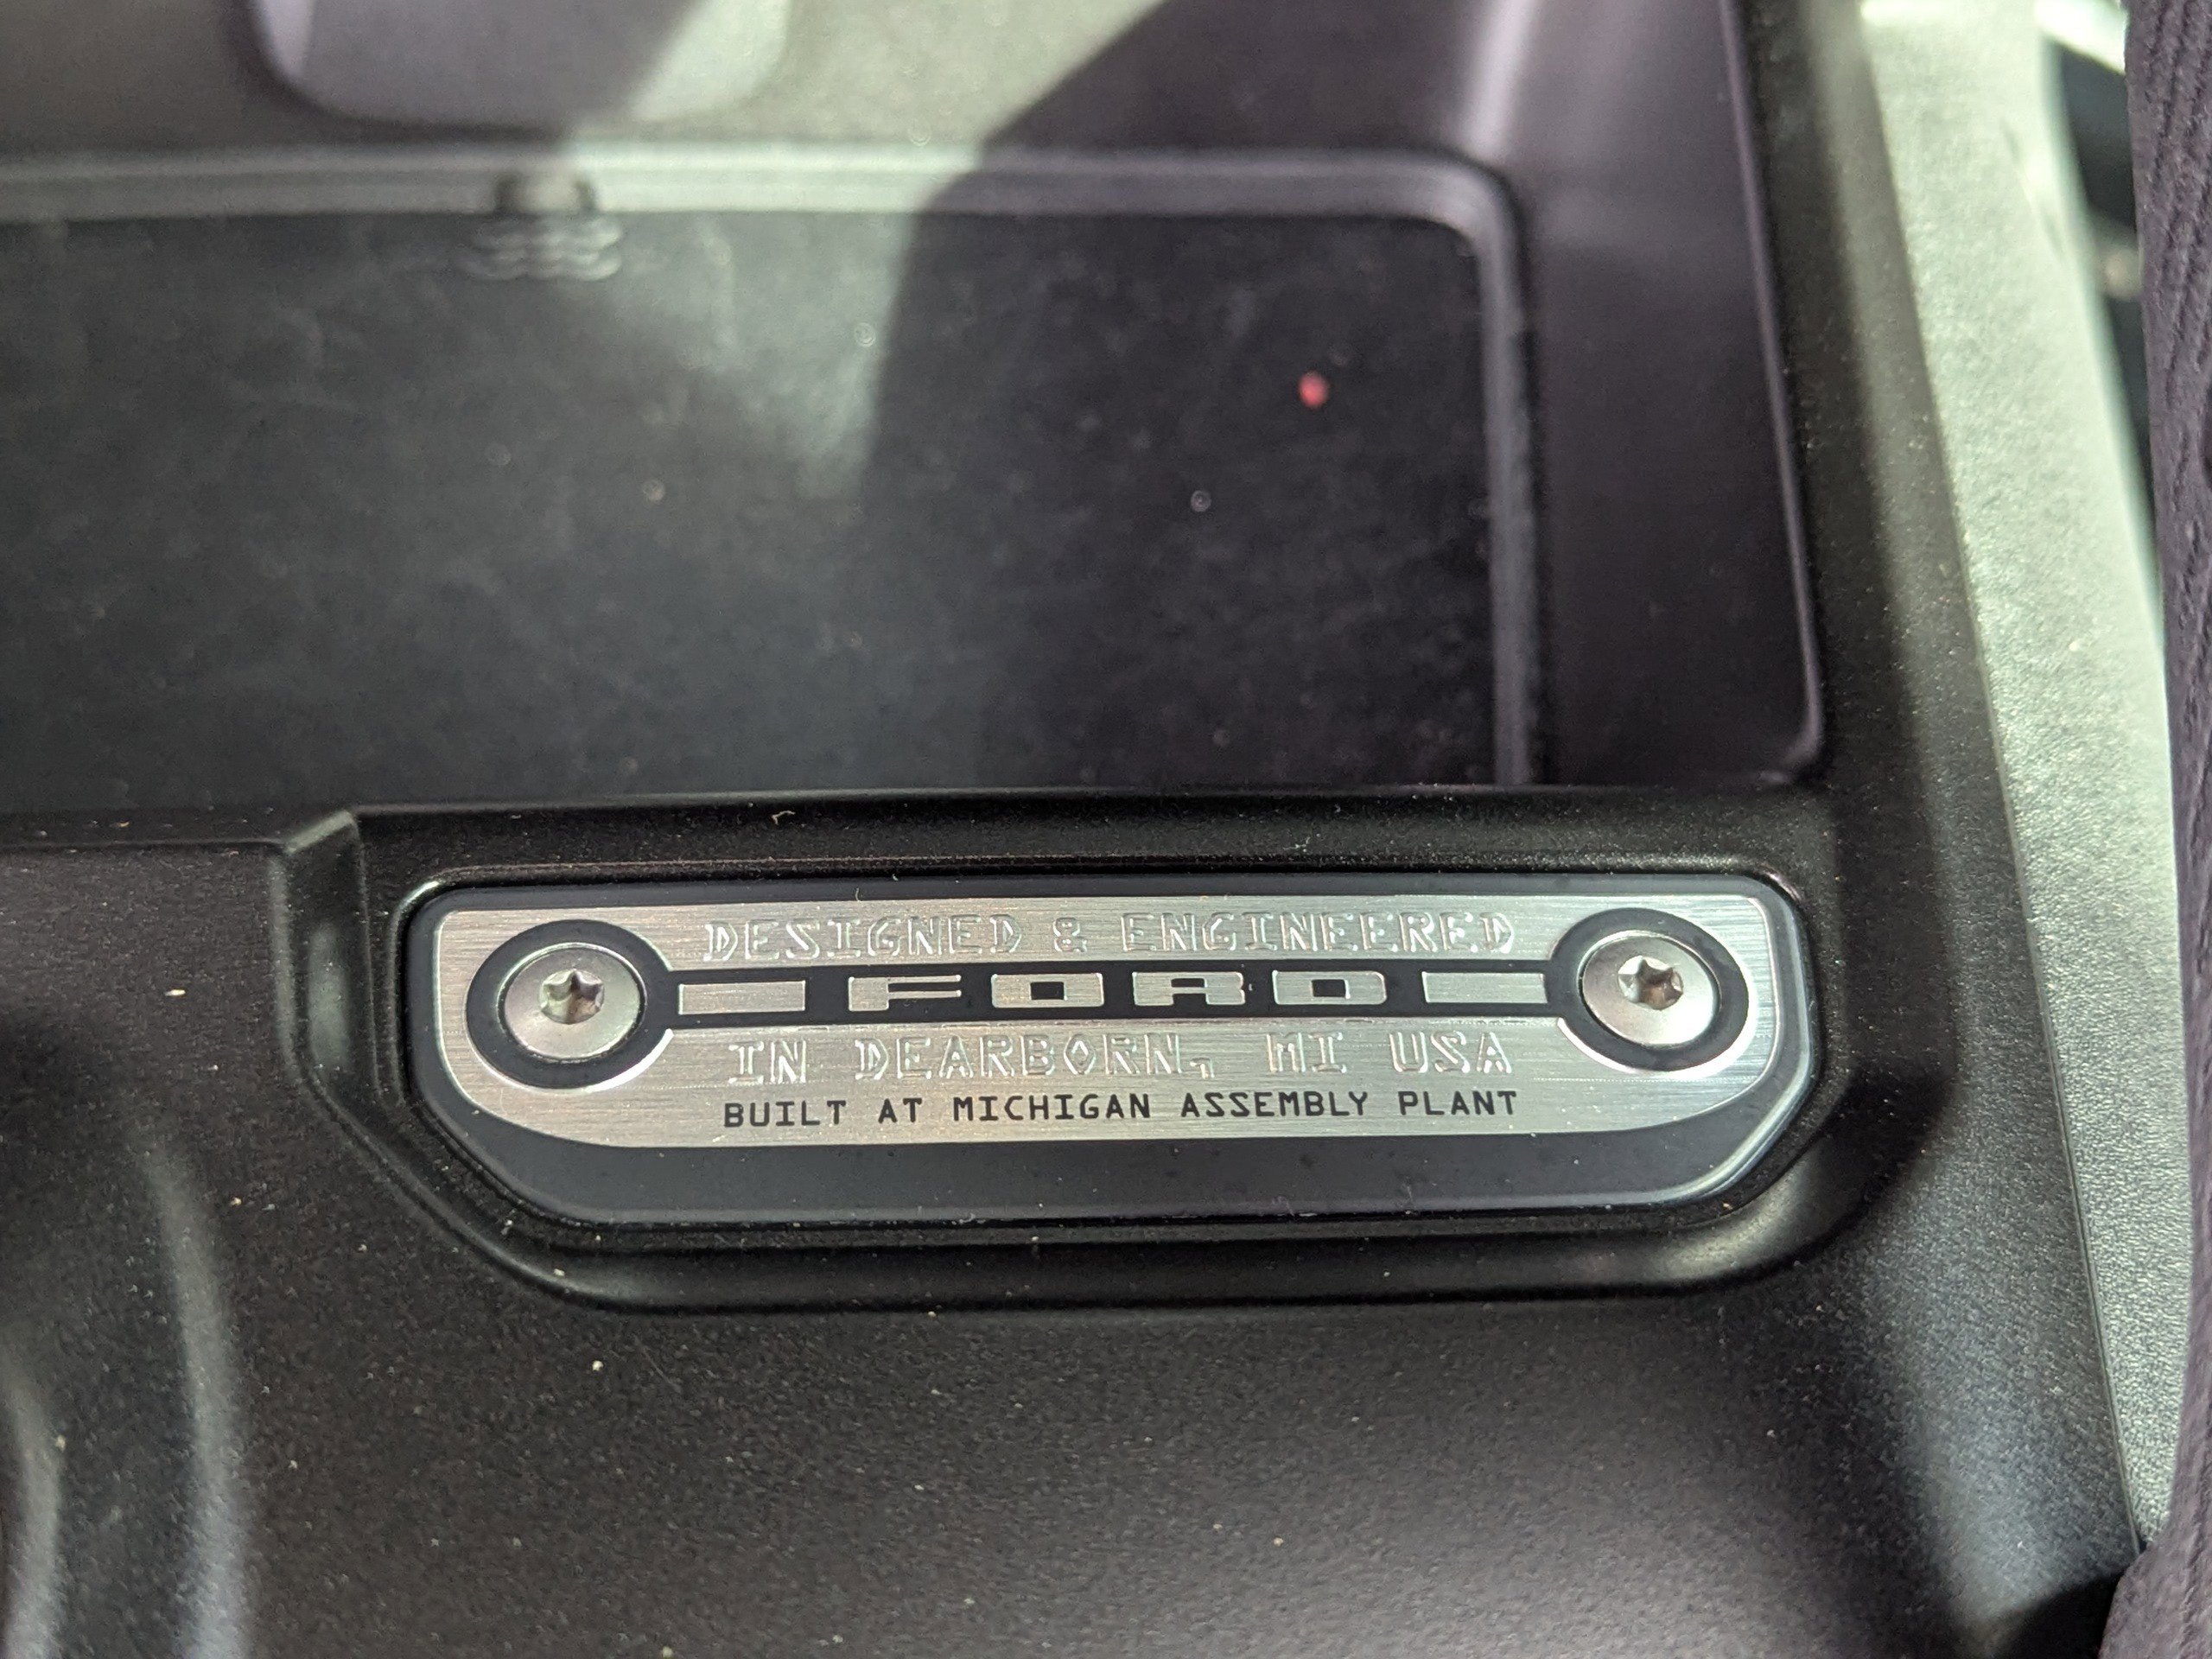 DESIGNED & ENGINEERED
FORD
IN DEARBORN, MI USA
BUILT AT MICHIGAN ASSEMBLY PLANT